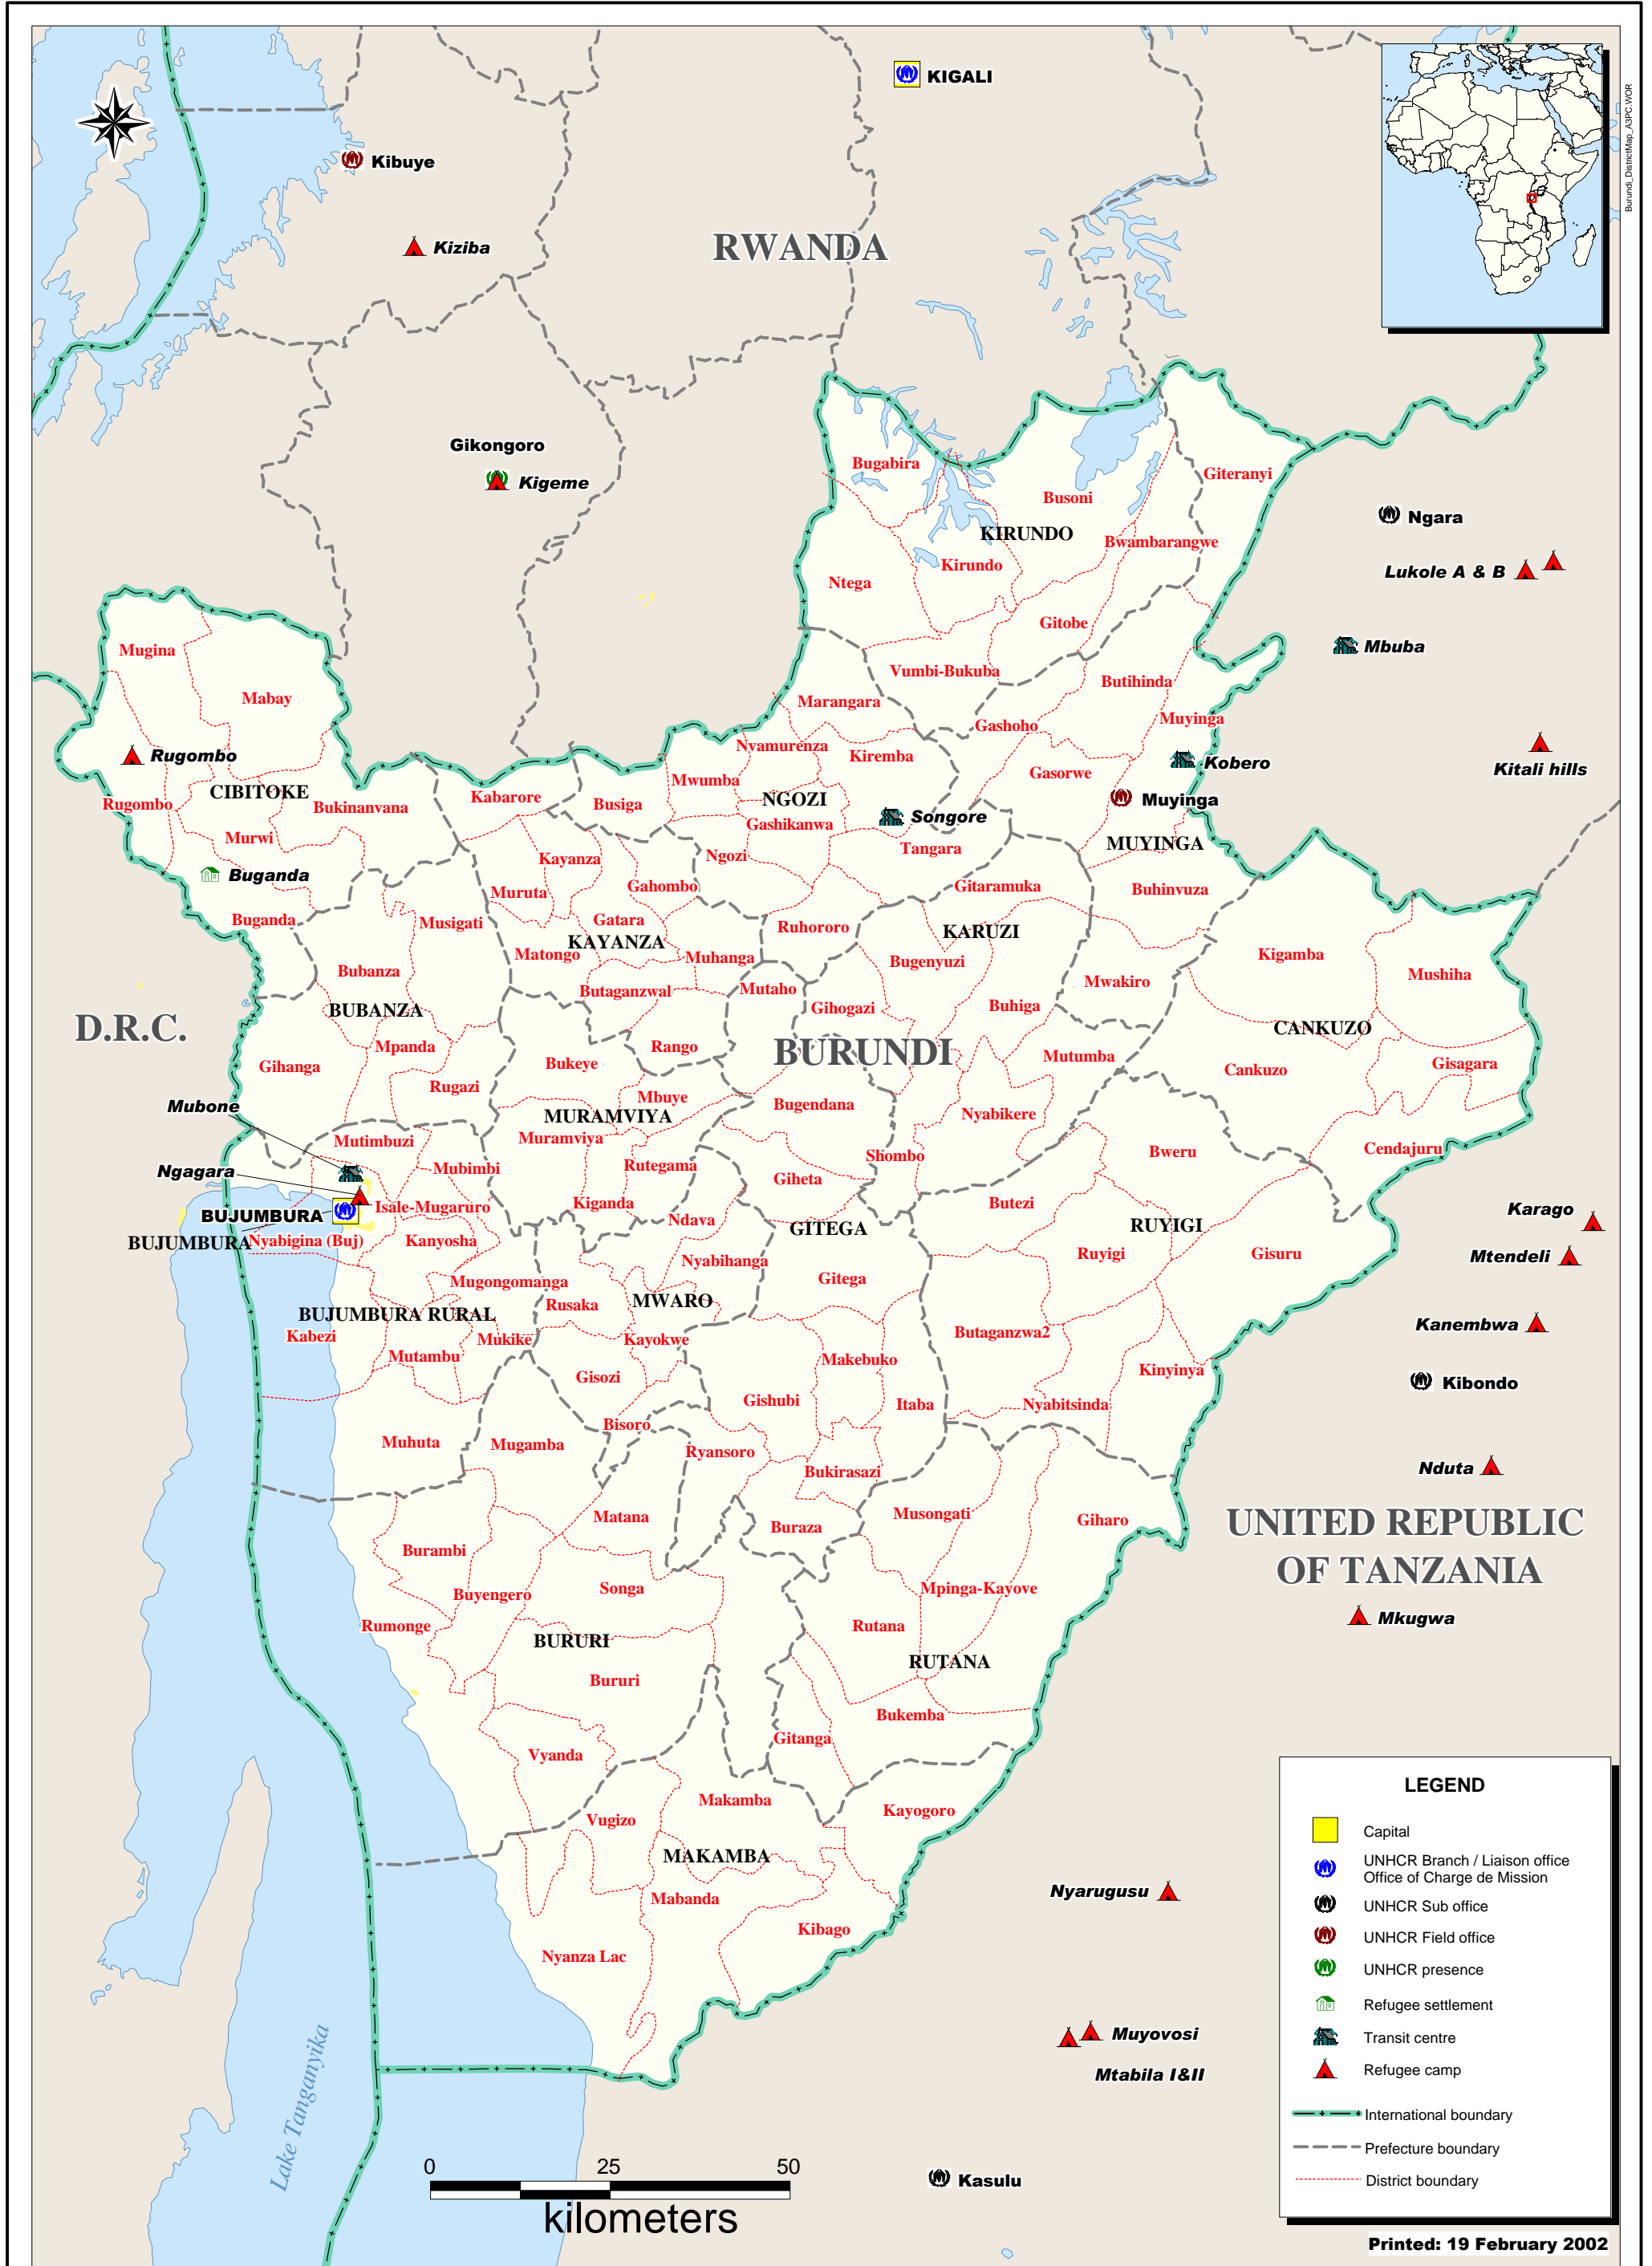 KIGALI
Burundi_DistrictMap_A3PC.WOR
Kibuye
Kiziba
RWANDA
Gikongoro
Kigeme
Bugabira
Giteranyi
Busoni
Ngara
KIRUNDO
Bwambarangwe
Kirundo
Lukole A & B
Ntega
Gitobe
Mugina
Mbuba
Vumbi-Bukuba
Butihinda
Mabay
Marangara
Muyinga
Gashoho
Nyamurenza
Kiremba
Rugombo
Kobero
Kitali hills
Gasorwe
Mwumba
CIBITOKE
Kabarore
NGOZI
Muyinga
Rugombo
Bukinanvana
Busiga
Songore
Gashikanwa
Murwi
MUYINGA
Tangara
Kayanza
Ngozi
Buganda
Gahombo
Gitaramuka
Buhinvuza
Muruta
Buganda
Musigati
Gatara
Ruhororo
KARUZI
KAYANZA
Matongo
Muhanga
Kigamba
Bugenyuzi
Bubanza
Mushiha
Mwakiro
Butaganzwal
Mutaho
BUBANZA
Gihogazi
Buhiga
D.R.C.
CANKUZO
Mpanda
Rango
BURUNDI
Mutumba
Gihanga
Bukeye
Gisagara
Cankuzo
Rugazi
Mbuye
Mubone
Bugendana
MURAMVIYA
Nyabikere
Mutimbuzi
Muramviya
Bweru
Cendajuru
Shombo
Ngagara
Mubimbi
Rutegama
Giheta
Isale-Mugaruro
Kiganda
Butezi
Karago
BUJUMBURA
Ndava
GITEGA
RUYIGI
BUJUMBURA
Nyabigina (Buj)
Kanyosha
Nyabihanga
Ruyigi
Gisuru
Mtendeli
Mugongomanga
Gitega
BUJUMBURA RURAL
Rusaka
MWARO
Kanembwa
Kabezi
Mukike
Kayokwe
Butaganzwa2
Mutambu
Makebuko
Gisozi
Kinyinya
Kibondo
Gishubi
Itaba
Nyabitsinda
Bisoro
Muhuta
Mugamba
Ryansoro
Bukirasazi
Nduta
Matana
Musongati
Giharo
Buraza
UNITED REPUBLIC
OF TANZANIA
Burambi
Buyengero
Songa
Mpinga-Kayove
Mkugwa
Rumonge
Rutana
BURURI
RUTANA
Bururi
Bukemba
Gitanga
Vyanda
Makamba
Kayogoro
Vugizo
MAKAMBA
Nyarugusu
Mabanda
Kibago
Nyanza Lac
Muyovosi
Mtabila I&II
Lake Tanganyika
Kasulu
0 25 50
kilometers
LEGEND
Capital
UNHCR Branch / Liaison office
Office of Charge de Mission
UNHCR Sub office
UNHCR Field office
UNHCR presence
Refugee settlement
Transit centre
Refugee camp
International boundary
Prefecture boundary
District boundary
Printed: 19 February 2002